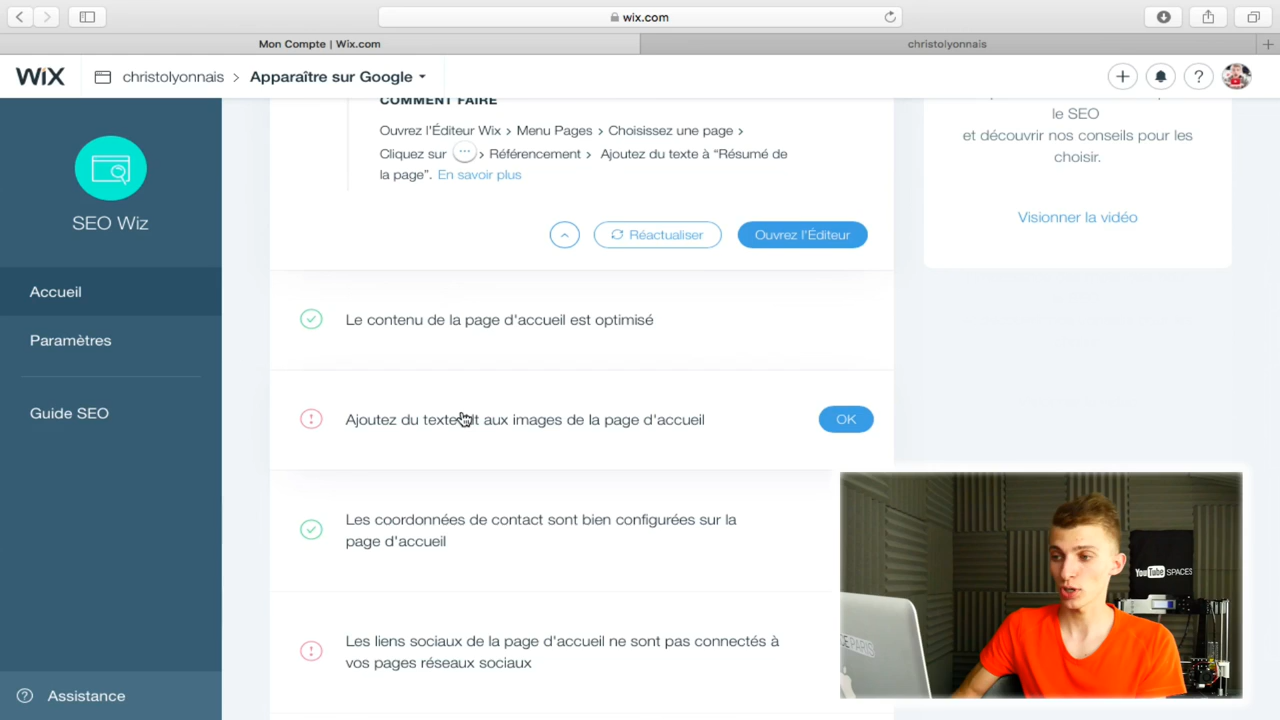 wix.com
Mon Compte | Wix.com
christolyonnais
WiX
christolyonnais > Apparaître sur Google
SEO Wiz
Accueil
Paramètres
Guide SEO
Assistance
COMMENT FAIRE
Ouvrez l'Éditeur Wix > Menu Pages > Choisissez une page >
Cliquez sur ... > Référencement > Ajoutez du texte à “Résumé de
la page”. En savoir plus
Réactualiser
Ouvrez l'Éditeur
Le contenu de la page d'accueil est optimisé
Ajoutez du texte alt aux images de la page d'accueil
OK
Les coordonnées de contact sont bien configurées sur la
page d'accueil
Les liens sociaux de la page d'accueil ne sont pas connectés à
vos pages réseaux sociaux
le SEO
et découvrir nos conseils pour les
choisir.
Visionner la vidéo
YouTube SPACES